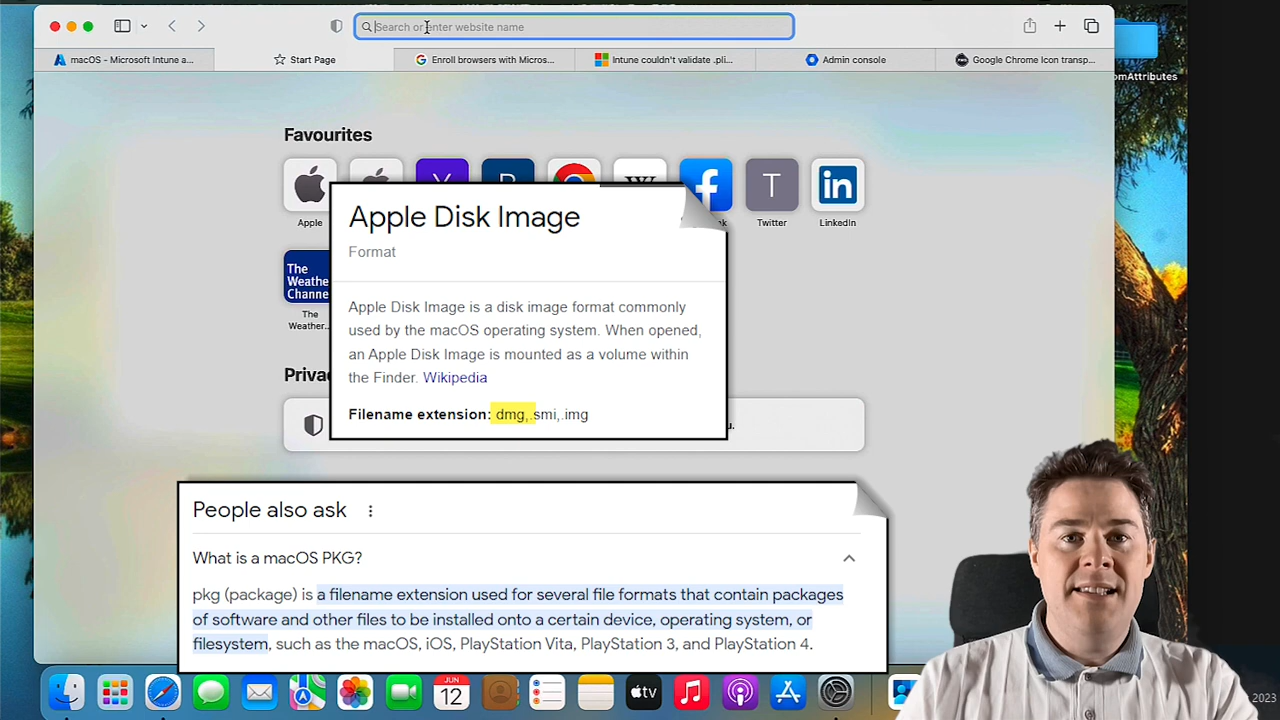 Search or enter website name
macOS - Microsoft Intune a...
Start Page
Enroll browsers with Micros...
Intune couldn't validate .pli...
Admin console
Google Chrome Icon transp...
omAttributes
Favourites
T
Apple
Twitter
LinkedIn
The
Weather
Channel
The
Weather...
Apple Disk Image
Format
Apple Disk Image is a disk image format commonly
used by the macOS operating system. When opened,
an Apple Disk Image is mounted as a volume within
the Finder. Wikipedia
Filename extension: dmg,.smi,.img
Priva
u.
People also ask
What is a macOS PKG?
pkg (package) is a filename extension used for several file formats that contain packages
of software and other files to be installed onto a certain device, operating system, or
filesystem, such as the macOS, iOS, PlayStation Vita, PlayStation 3, and PlayStation 4.
JUN
12
tv
2023